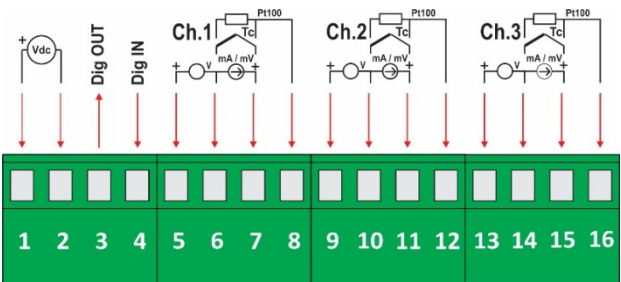 + Vdc
Dig OUT
Dig IN
Ch.1 Pt100
Tc
mA / mV
+ V +
Ch.2 Pt100
Tc
mA / mV
+ V +
Ch.3 Pt100
Tc
mA / mV
+ V +
1 2 3 4 5 6 7 8 9 10 11 12 13 14 15 16